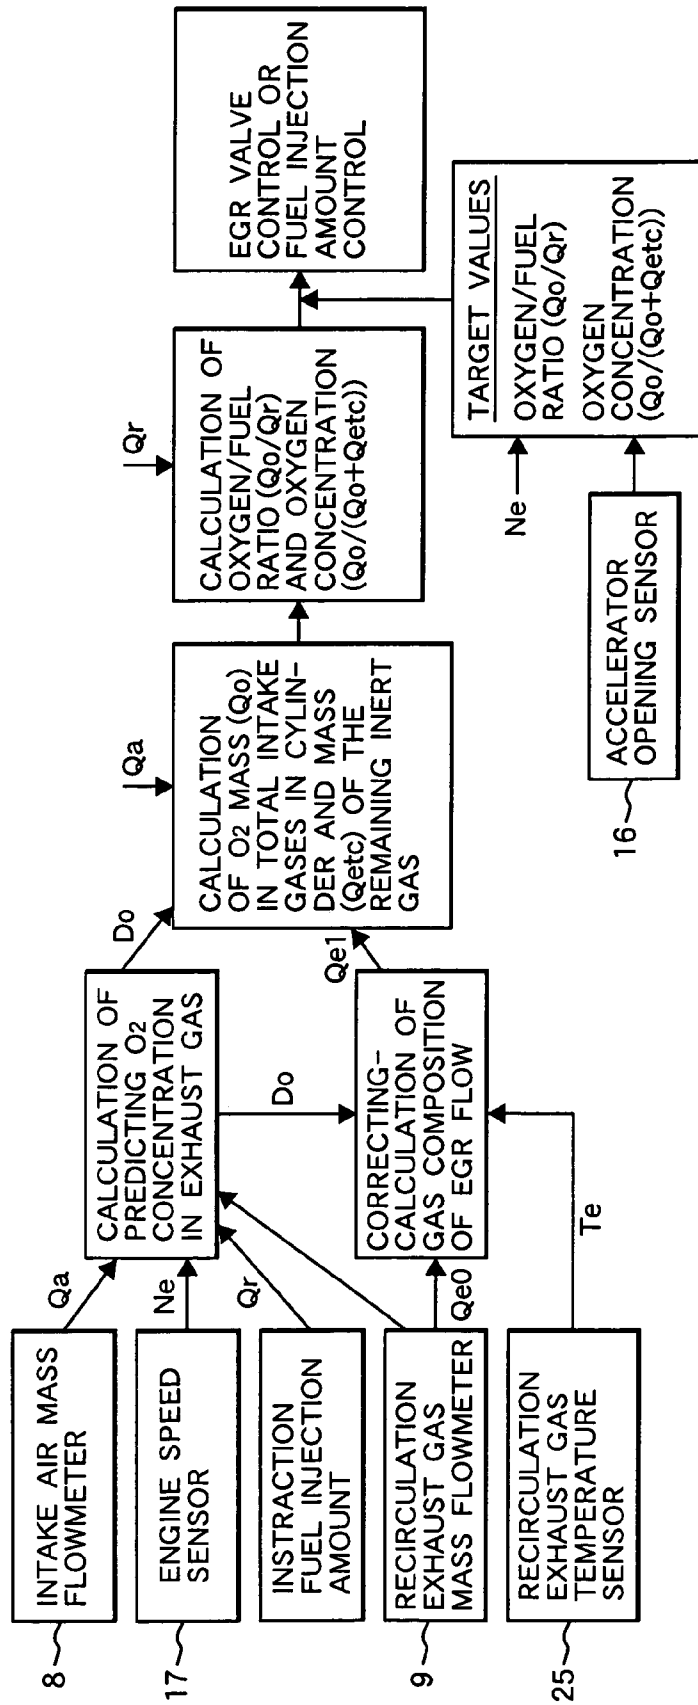 8
INTAKE AIR MASS
FLOWMETER
17
ENGINE SPEED
SENSOR
INSTRACTION
FUEL INJECTION
AMOUNT
9
RECIRCULATION
EXHAUST GAS
MASS FLOWMETER
25
RECIRCULATION
EXHAUST GAS
TEMPERATURE
SENSOR
Qa
Ne
Qr
Qe0
Te
CALCULATION OF
PREDICTING O2
CONCENTRATION
IN EXHAUST GAS
Do
CORRECTING-
CALCULATION OF
GAS COMPOSITION
OF EGR FLOW
Do
Qe1
Qa
CALCULATION
OF O2 MASS (Qo)
IN TOTAL INTAKE
GASES IN CYLIN-
DER AND MASS
(Qetc) OF THE
REMAINING INERT
GAS
Qr
CALCULATION OF
OXYGEN/FUEL
RATIO (Qo/Qr)
AND OXYGEN
CONCENTRATION
(Qo/(Qo+Qetc))
EGR VALVE
CONTROL OR
FUEL INJECTION
AMOUNT
CONTROL
TARGET VALUES
OXYGEN/FUEL
RATIO (Qo/Qr)
OXYGEN
CONCENTRATION
(Qo/(Qo+Qetc))
Ne
16
ACCELERATOR
OPENING SENSOR